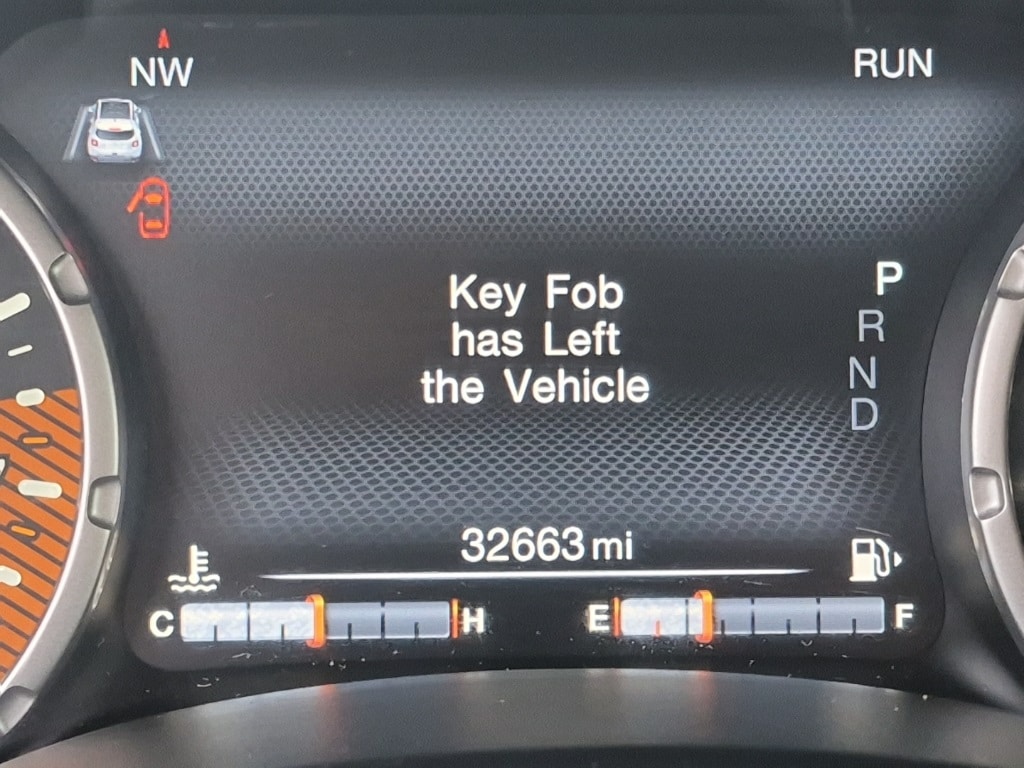 NW
RUN
Key Fob
has Left
the Vehicle
P
R
N
D
32663 mi
C H E F